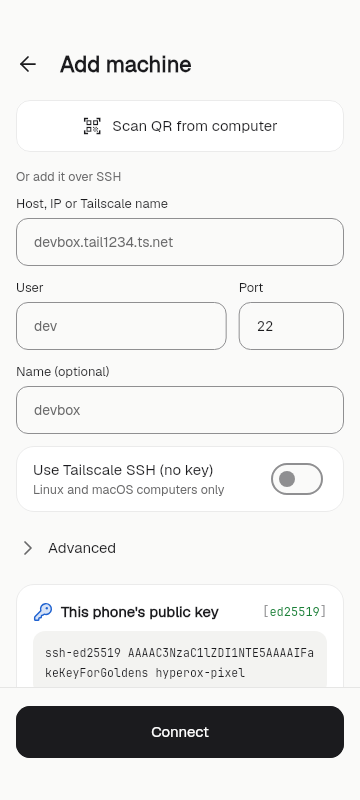 Add machine
Scan QR from computer
Or add it over SSH
Host, IP or Tailscale name
devbox.tail1234.ts.net
User
Port
dev
22
Name (optional)
devbox
Use Tailscale SSH (no key)
Linux and macOS computers only
Advanced
This phone's public key
[ed25519]
ssh-ed25519 AAAAC3NzaC1lZDI1NTE5AAAAIFa
keKeyForGoldens hyperox-pixel
Connect